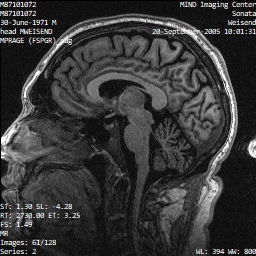 M87101072
MIND Imaging Center
M87101072
Sonata
30-June-1971 M
Weisend
head MWEISEND
20-September-2005 10:01:31
MPRAGE (FSPGR)
ST: 1.30 SL: -4.28
RT: 2730.00 ET: 3.25
FS: 1.49
MR
Images: 61/128
Series: 2
WL: 394 WW: 800